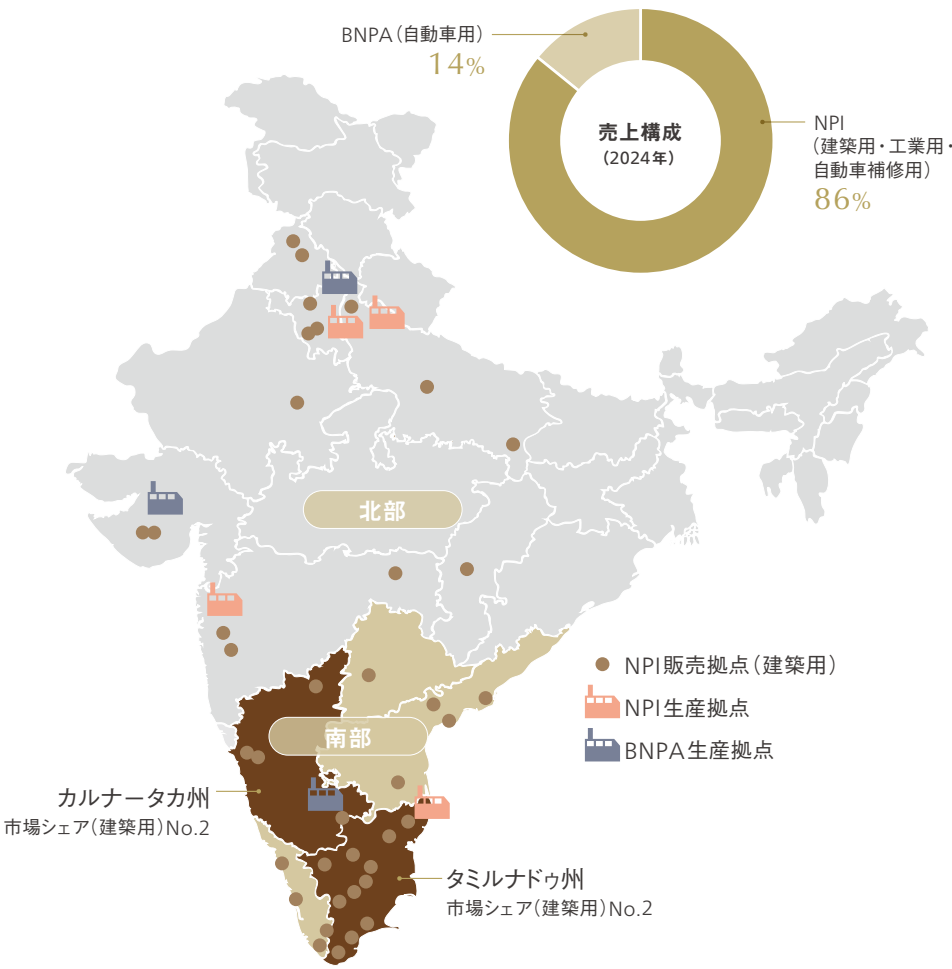 BNPA（自動車用）
14%
売上構成
（2024年）
NPI
（建築用・工業用・
自動車補修用）
86%
北部
NPI販売拠点（建築用）
NPI生産拠点
BNPA生産拠点
南部
カルナータカ州
市場シェア（建築用）No.2
タミルナドゥ州
市場シェア（建築用）No.2